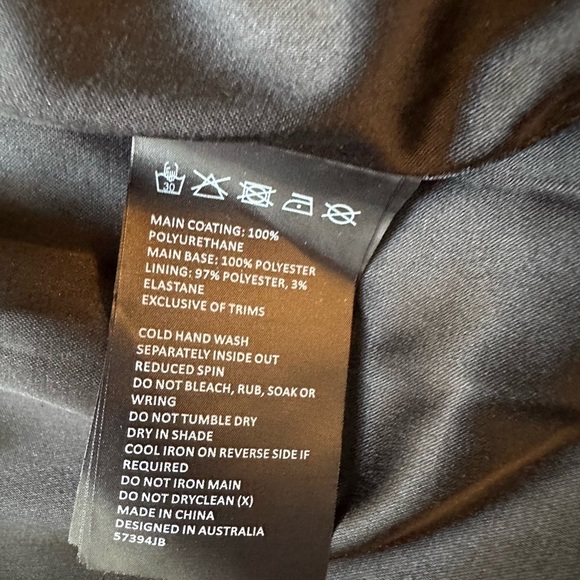 30
MAIN COATING: 100%
POLYURETHANE
MAIN BASE: 100% POLYESTER
LINING: 97% POLYESTER, 3%
ELASTANE
EXCLUSIVE OF TRIMS
COLD HAND WASH
SEPARATELY INSIDE OUT
REDUCED SPIN
DO NOT BLEACH, RUB, SOAK OR
WRING
DO NOT TUMBLE DRY
DRY IN SHADE
COOL IRON ON REVERSE SIDE IF
REQUIRED
DO NOT IRON MAIN
DO NOT DRYCLEAN (X)
MADE IN CHINA
DESIGNED IN AUSTRALIA
57394JB